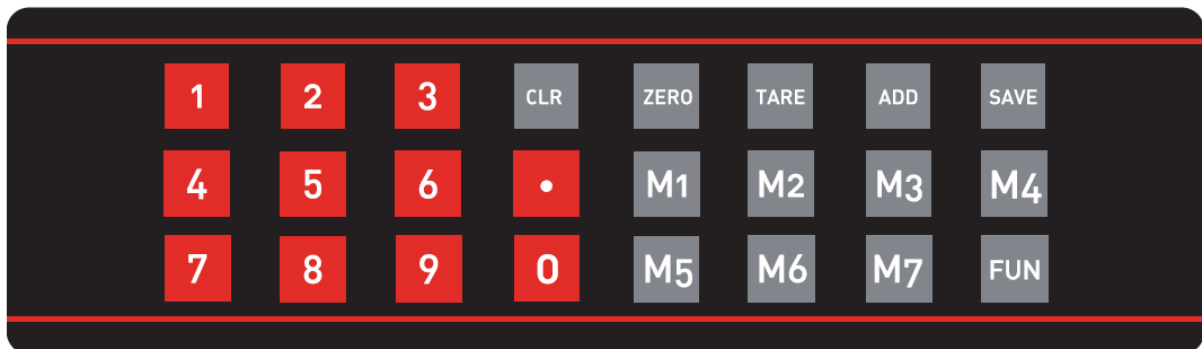 1 2 3 CLR ZERO TARE ADD SAVE
4 5 6 • M1 M2 M3 M4
7 8 9 0 M5 M6 M7 FUN